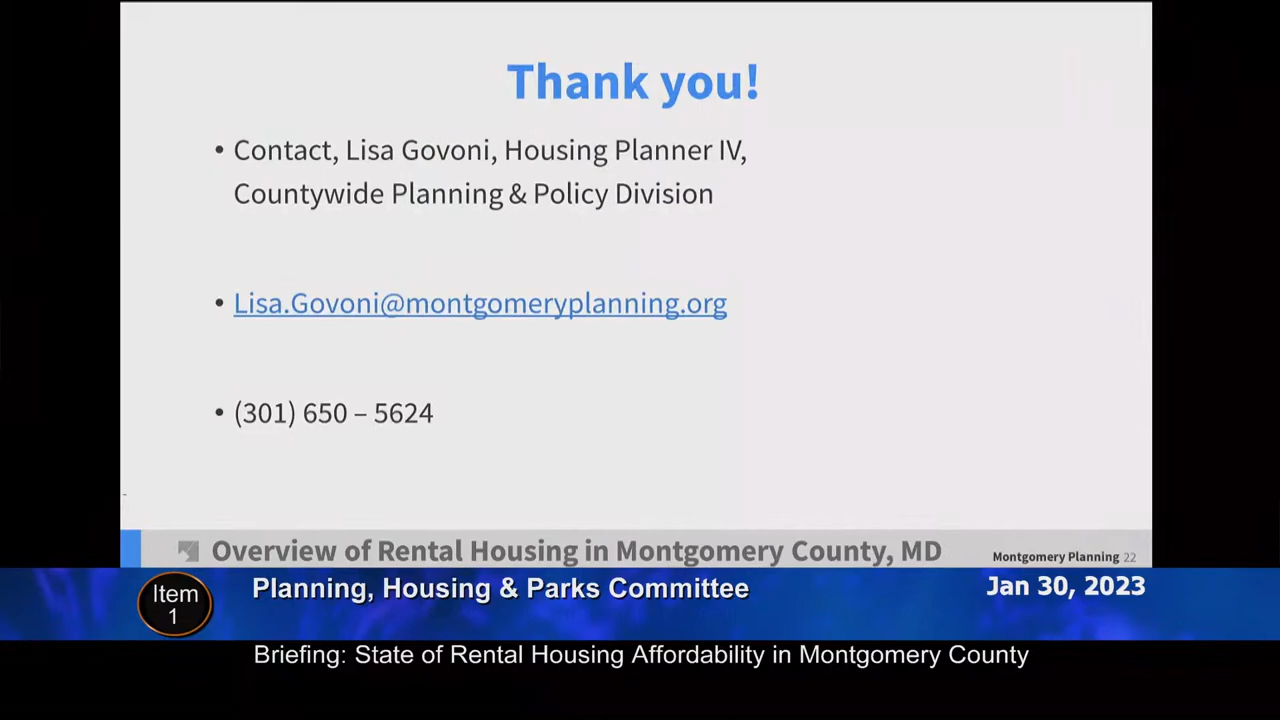 Thank you!
• Contact, Lisa Govoni, Housing Planner IV,
Countywide Planning & Policy Division
• Lisa.Govoni@montgomeryplanning.org
• (301) 650 – 5624
Overview of Rental Housing in Montgomery County, MD
Montgomery Planning 22
Item
1
Planning, Housing & Parks Committee
Jan 30, 2023
Briefing: State of Rental Housing Affordability in Montgomery County